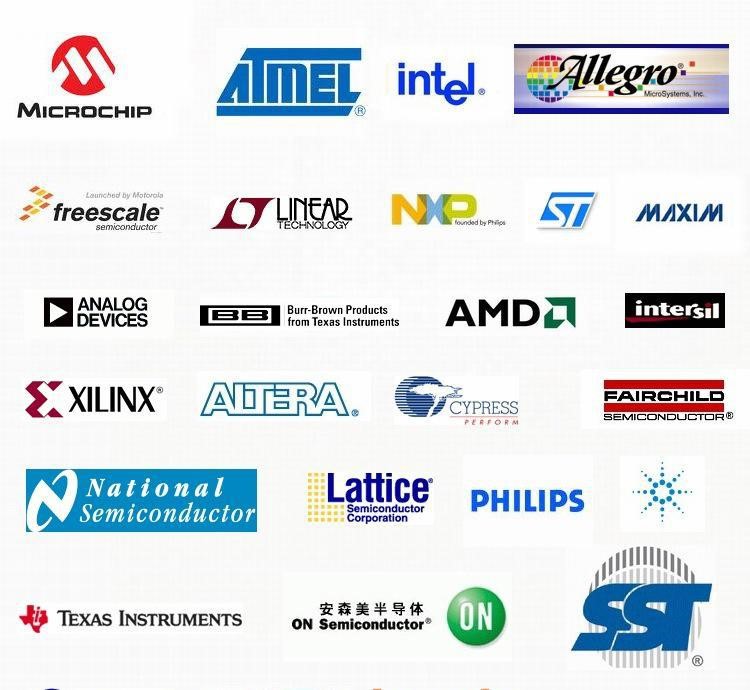 MICROCHIP
ATMEL®
intel®
Allegro®
MicroSystems, Inc.
Launched by Motorola
freescale™
semiconductor
LINEAR
TECHNOLOGY
NXP
founded by Philips
ST
MAXIM
ANALOG
DEVICES
BB
Burr-Brown Products
from Texas Instruments
AMD
intersil
XILINX®
ALTERA®
CYPRESS
PERFORM
FAIRCHILD
SEMICONDUCTOR®
National
Semiconductor
Lattice®
Semiconductor
Corporation
PHILIPS
TEXAS INSTRUMENTS
安森美半导体
ON Semiconductor®
ON
SST®